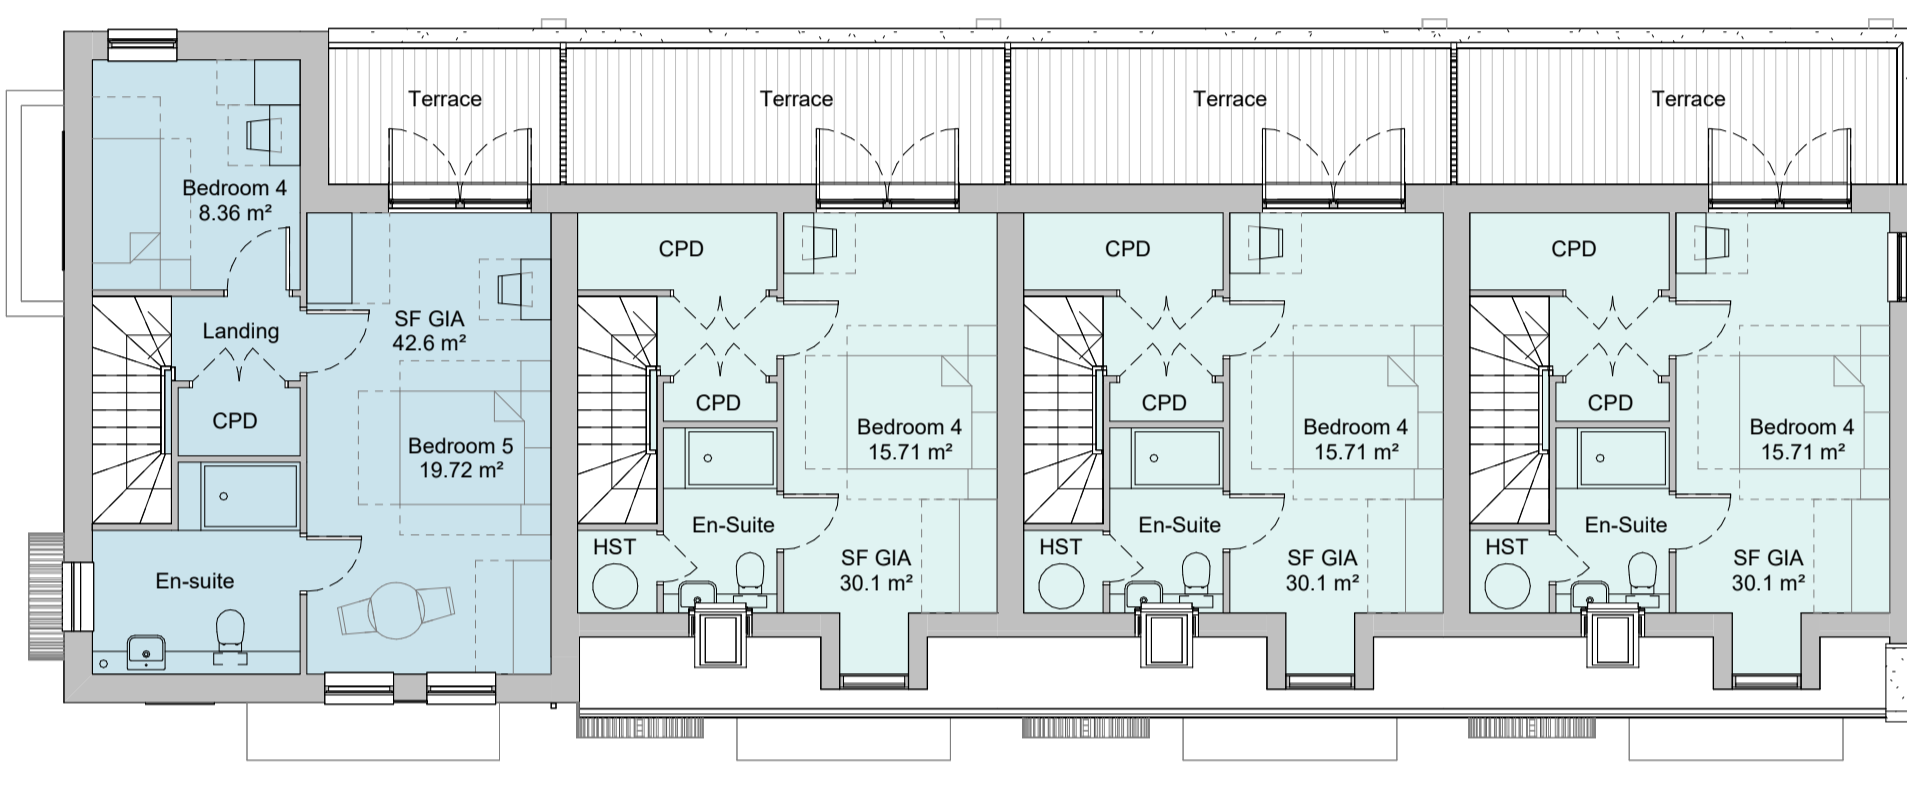 Terrace
Terrace
Terrace
Terrace
Bedroom 4
8.36 m²
Landing
CPD
SF GIA
42.6 m²
Bedroom 5
19.72 m²
En-suite
CPD
CPD
Bedroom 4
15.71 m²
En-Suite
HST
SF GIA
30.1 m²
CPD
CPD
Bedroom 4
15.71 m²
En-Suite
HST
SF GIA
30.1 m²
CPD
CPD
Bedroom 4
15.71 m²
En-Suite
HST
SF GIA
30.1 m²